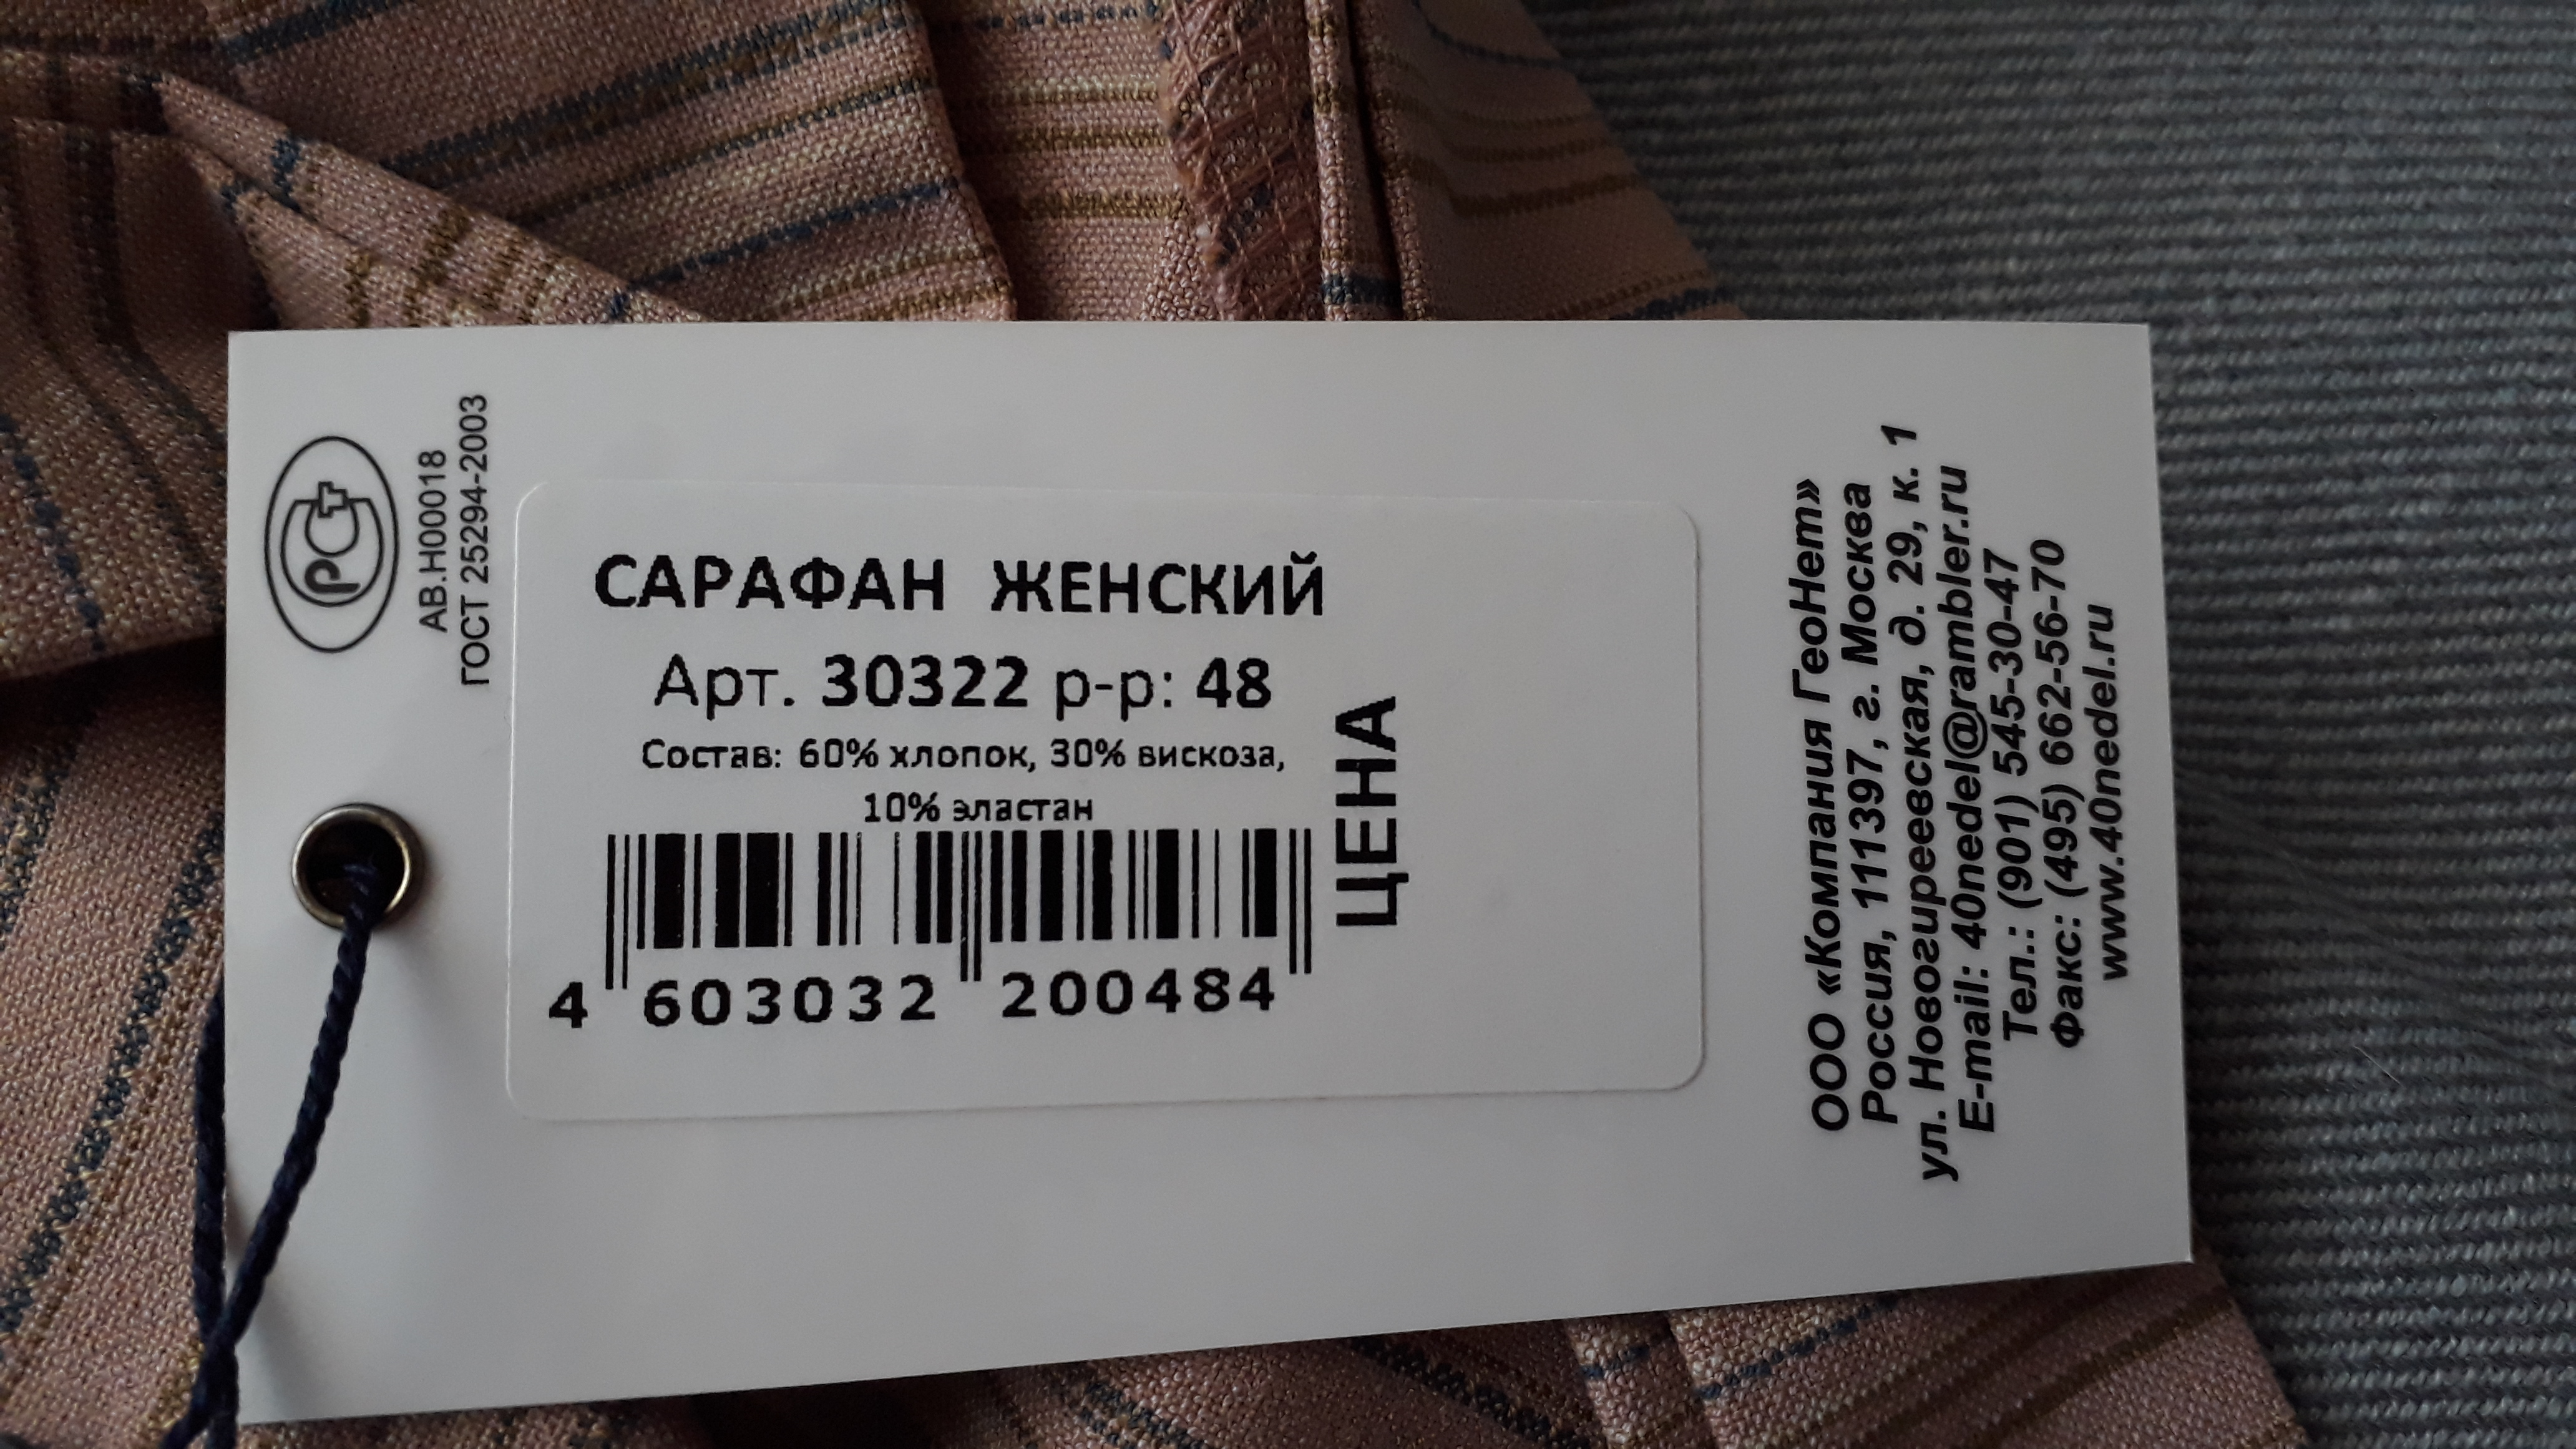 РСТ
АВ.Н00018
ГОСТ 25294-2003
САРАФАН ЖЕНСКИЙ
Арт. 30322 р-р: 48
Состав: 60% хлопок, 30% вискоза,
10% эластан
4 603032 200484
ЦЕНА
ООО «Компания ГеоНет»
Россия, 111397, г. Москва
ул. Новогиреевская, д. 29, к. 1
E-mail: 40nedel@rambler.ru
Тел.: (901) 545-30-47
Факс: (495) 662-56-70
www.40nedel.ru